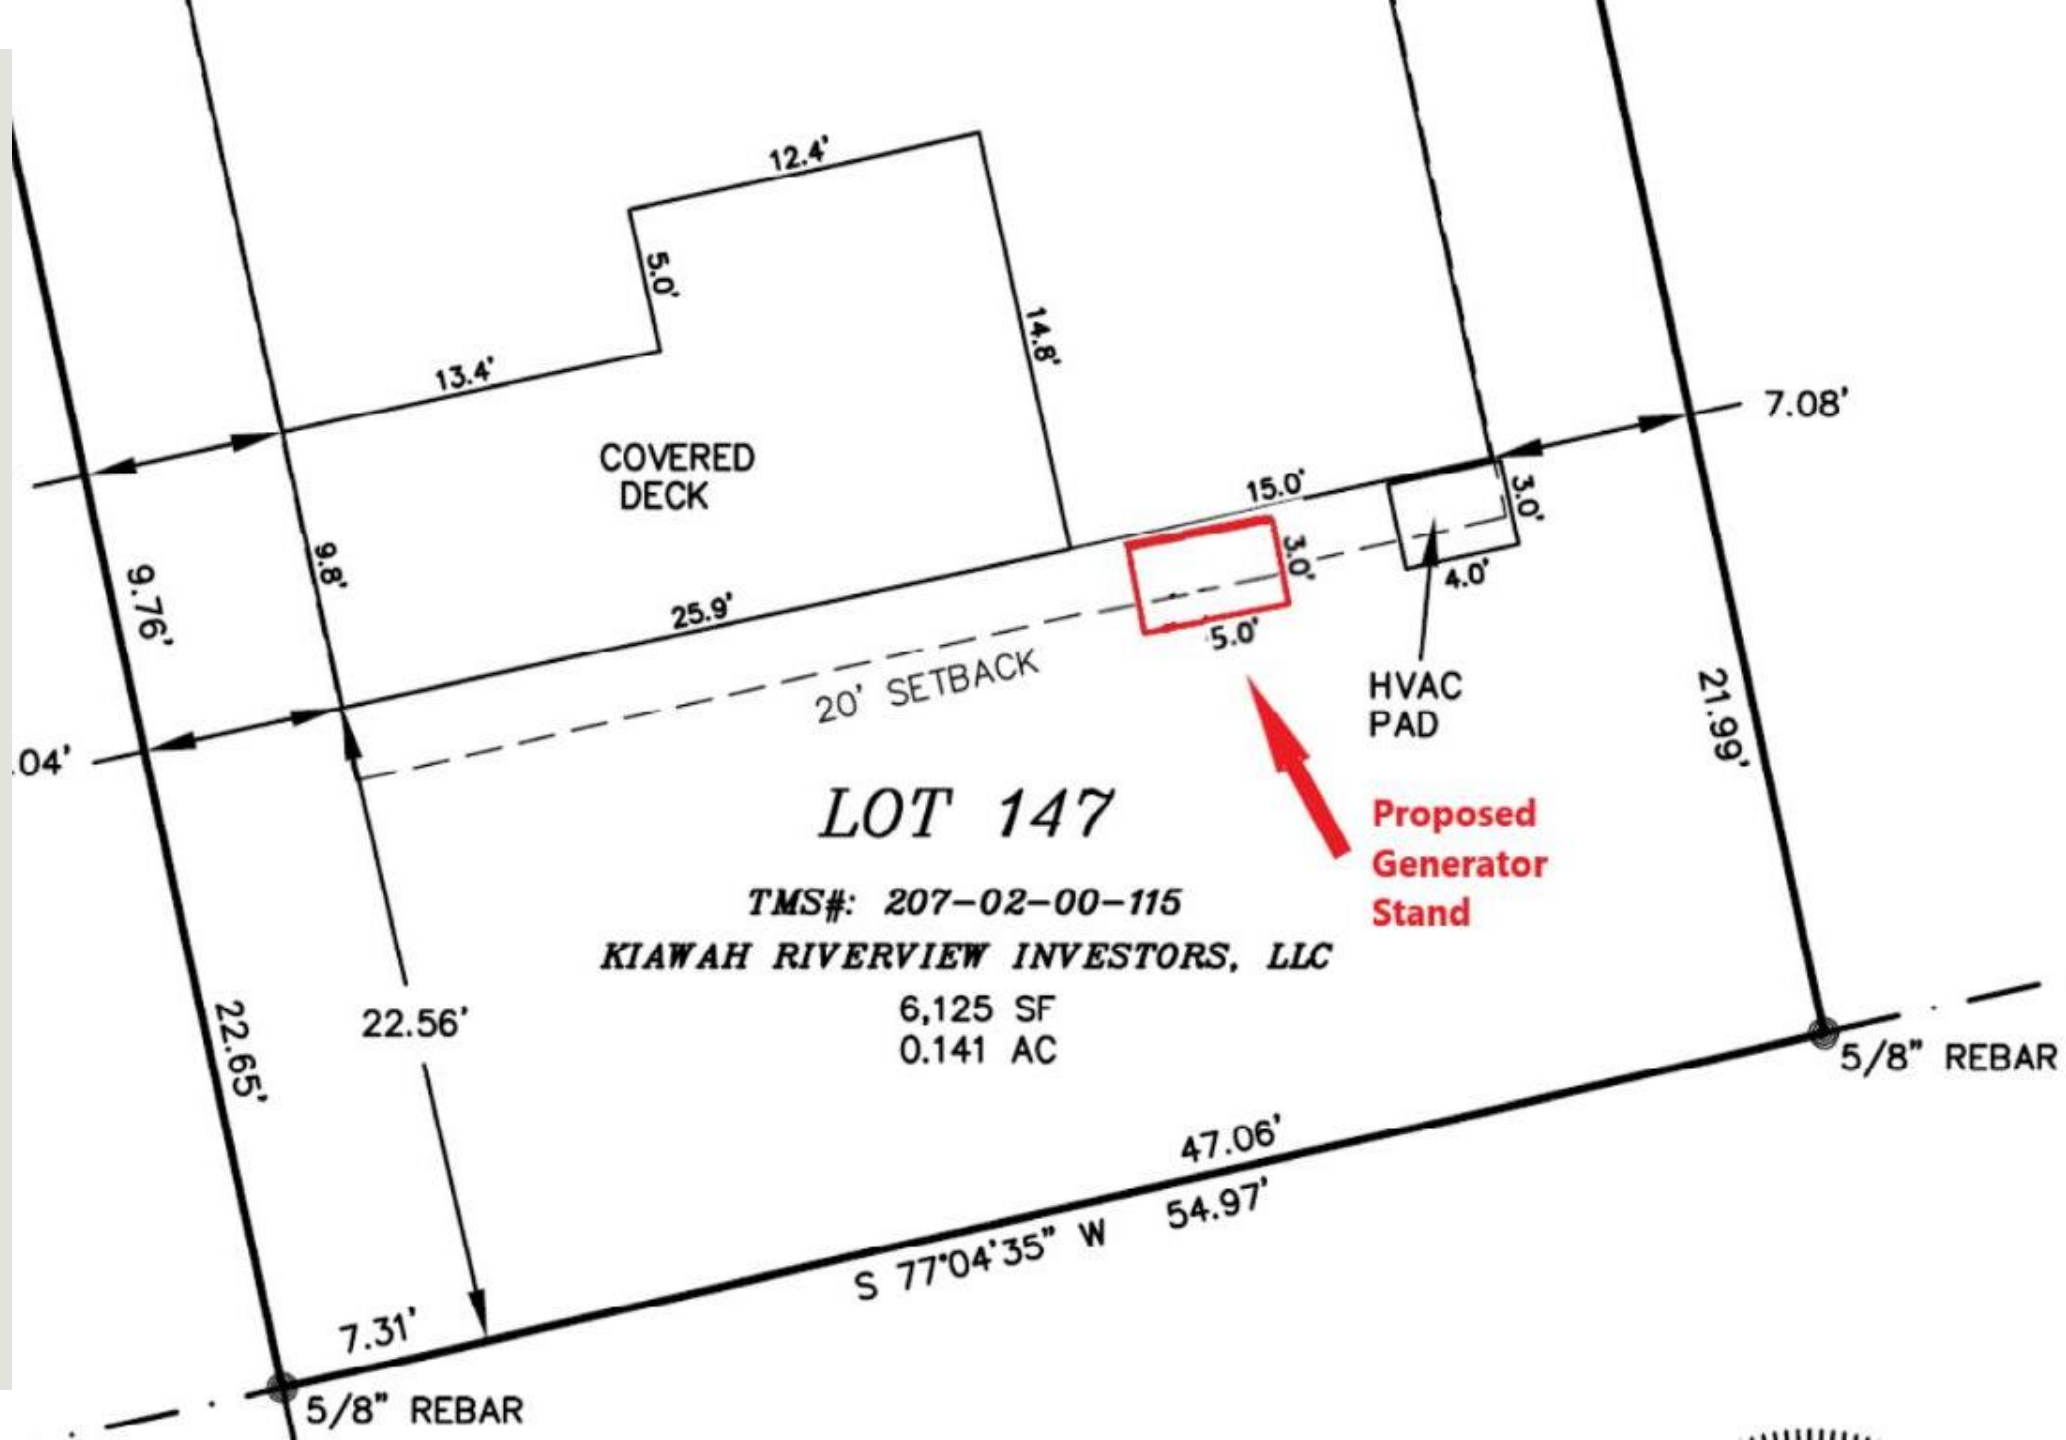 12.4'
5.0'
14.8'
13.4'
7.08'
COVERED
DECK
15.0'
3.0'
3.0'
9.8'
9.76'
4.0'
25.9'
5.0'
20' SETBACK
HVAC
PAD
21.99'
.04'
LOT 147
Proposed
Generator
Stand
TMS#: 207-02-00-115
KIAWAH RIVERVIEW INVESTORS, LLC
6,125 SF
0.141 AC
22.56'
22.65'
5/8" REBAR
47.06'
54.97'
S 77°04'35" W
7.31'
5/8" REBAR